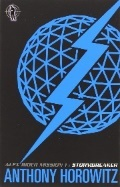 ALEX RIDER MISSION 1: STORMBREAKER
ANTHONY HOROWITZ